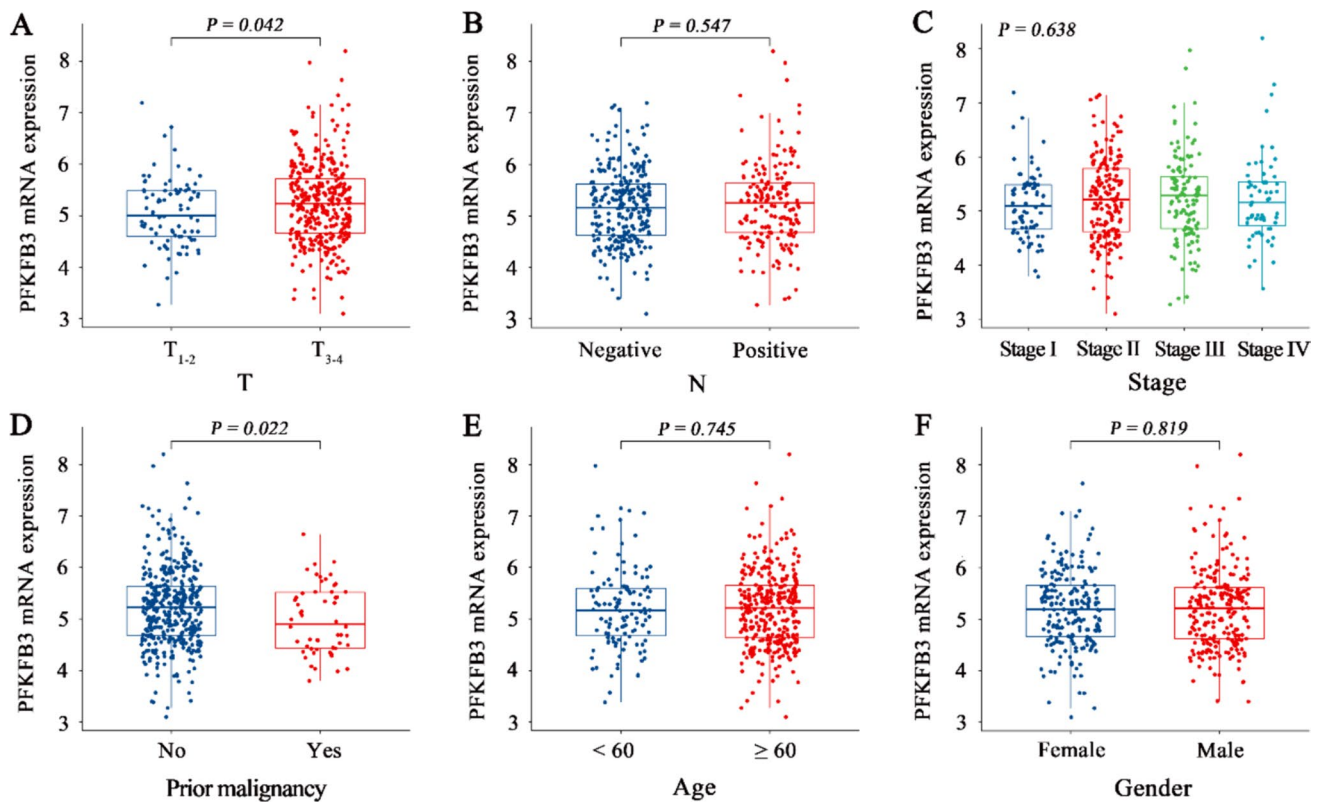 A
P = 0.042
PFKFB3 mRNA expression
8
7
6
5
4
3
T1-2
T3-4
T
B
P = 0.547
PFKFB3 mRNA expression
8
7
6
5
4
3
Negative
Positive
N
C
P = 0.638
PFKFB3 mRNA expression
8
7
6
5
4
3
Stage I
Stage II
Stage III
Stage IV
Stage
D
P = 0.022
PFKFB3 mRNA expression
8
7
6
5
4
3
No
Yes
Prior malignancy
E
P = 0.745
PFKFB3 mRNA expression
8
7
6
5
4
3
< 60
≥ 60
Age
F
P = 0.819
PFKFB3 mRNA expression
8
7
6
5
4
3
Female
Male
Gender